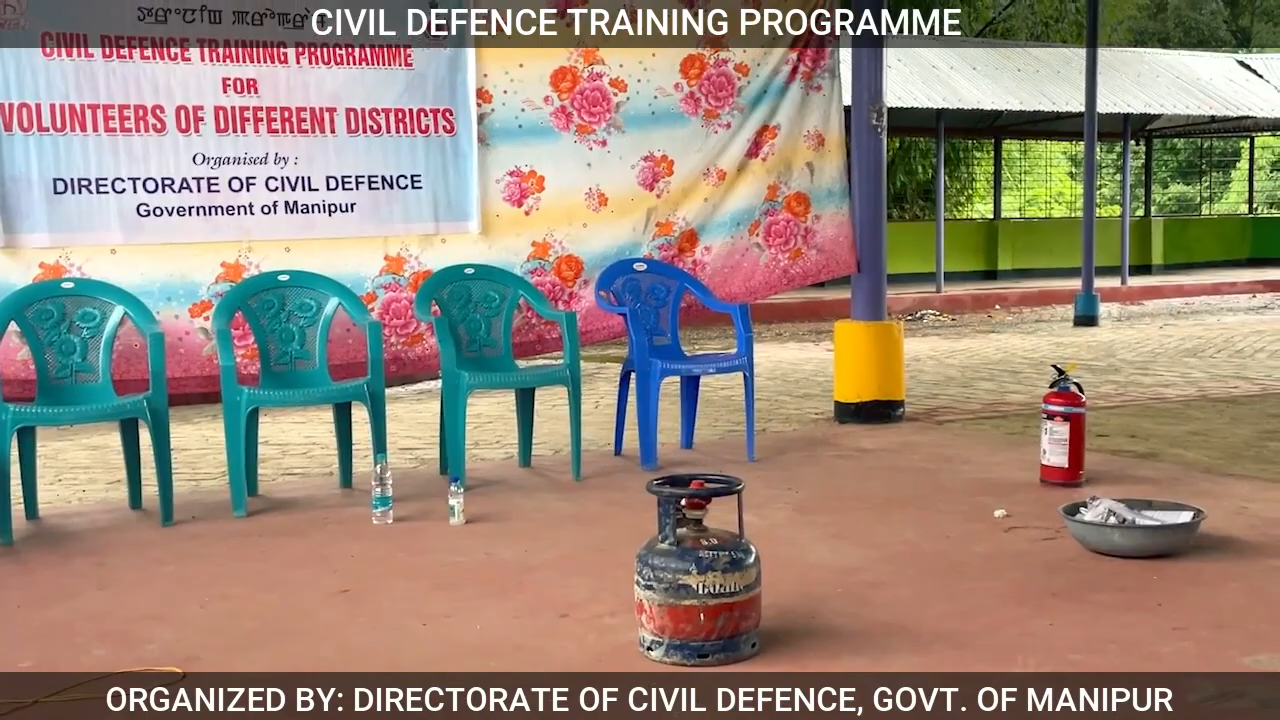 CIVIL DEFENCE TRAINING PROGRAMME
CIVIL DEFENCE TRAINING PROGRAMME
FOR
VOLUNTEERS OF DIFFERENT DISTRICTS
Organised by :
DIRECTORATE OF CIVIL DEFENCE
Government of Manipur
ORGANIZED BY: DIRECTORATE OF CIVIL DEFENCE, GOVT. OF MANIPUR